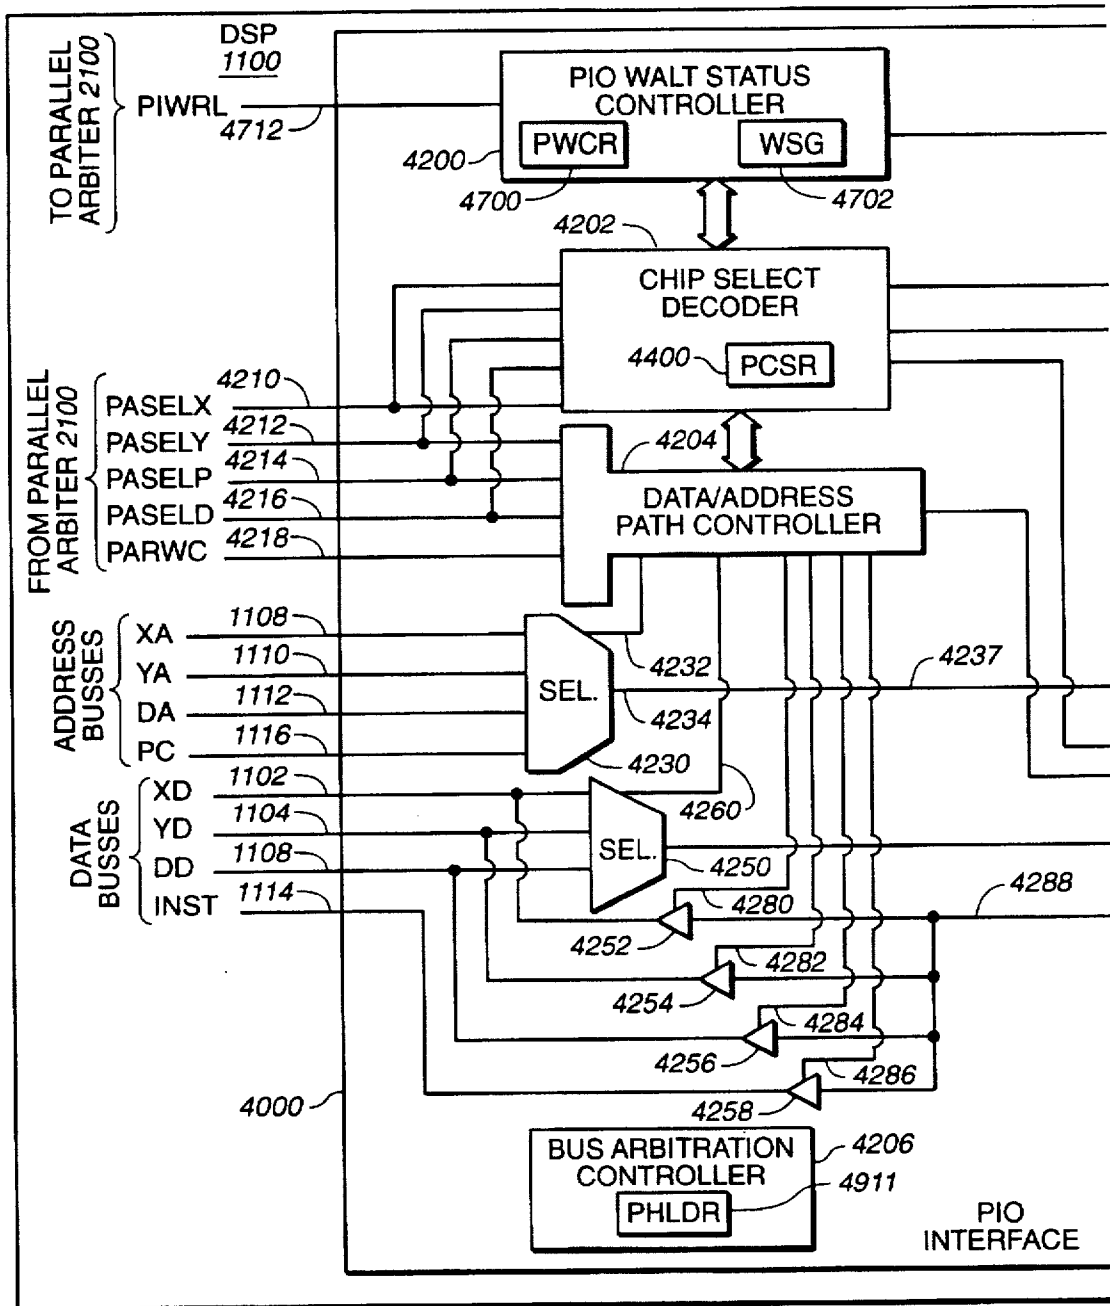 DSP
1100
TO PARALLEL
ARBITER 2100
PIWRL
4712
PIO WALT STATUS
CONTROLLER
PWCR
WSG
4200
4700
4702
4202
CHIP SELECT
DECODER
4400
PCSR
FROM PARALLEL
ARBITER 2100
PASELX
4210
PASELY
4212
PASELP
4214
PASELD
4216
PARWC
4218
4204
DATA/ADDRESS
PATH CONTROLLER
ADDRESS
BUSSES
XA
1108
YA
1110
DA
1112
PC
1116
SEL.
4232
4234
4237
4230
4260
DATA
BUSSES
XD
1102
YD
1104
DD
1108
INST
1114
SEL.
4250
4280
4288
4252
4282
4254
4284
4256
4286
4258
4000
BUS ARBITRATION
CONTROLLER
PHLDR
4206
4911
PIO
INTERFACE